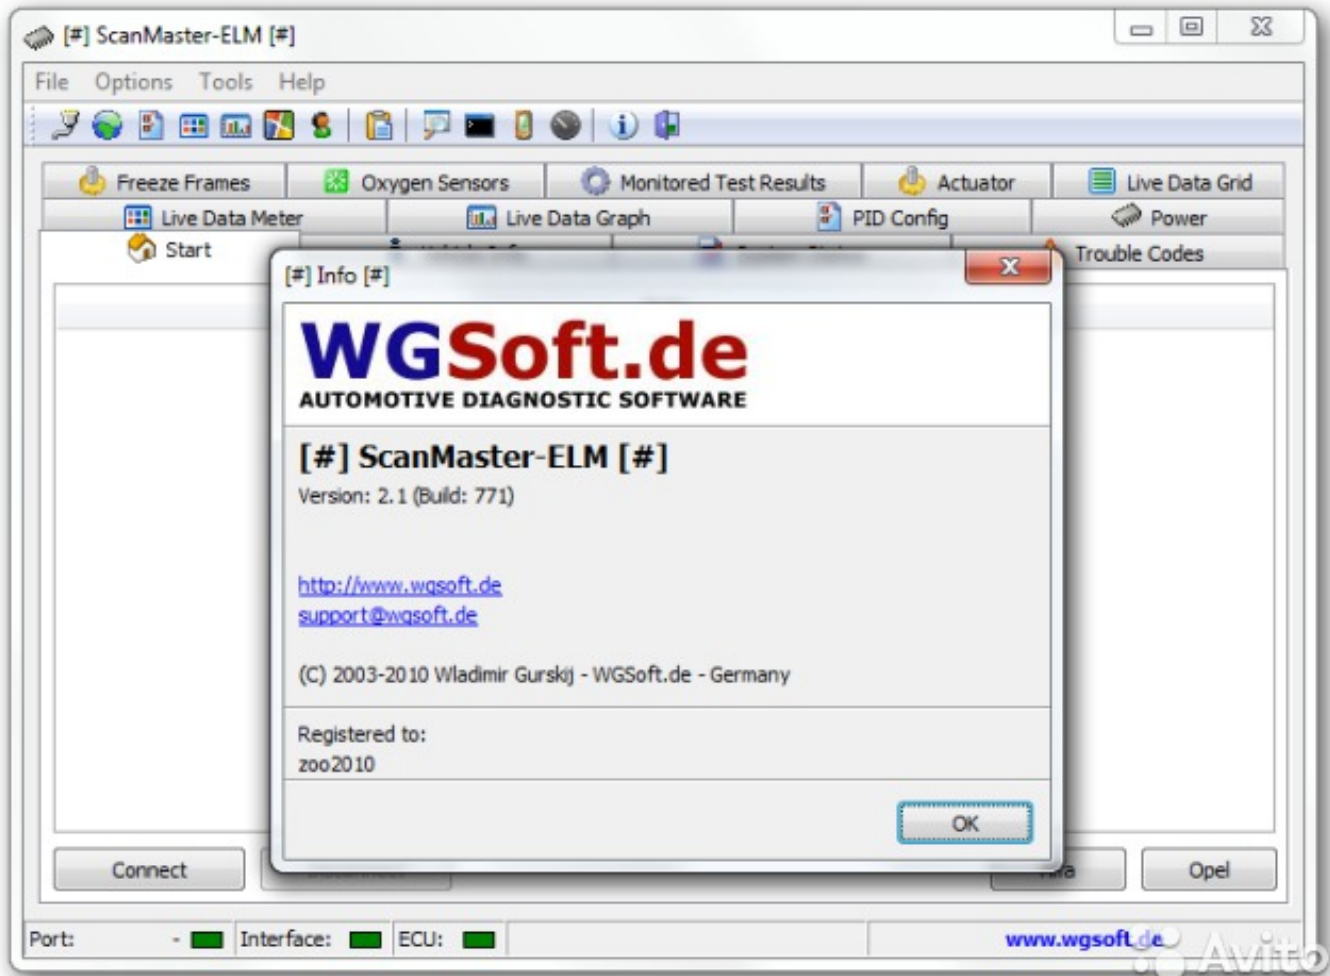 [#] ScanMaster-ELM [#]
File Options Tools Help
Freeze Frames Oxygen Sensors Monitored Test Results Actuator Live Data Grid
Live Data Meter Live Data Graph PID Config Power
Start Trouble Codes
[#] Info [#]
WGSoft.de
AUTOMOTIVE DIAGNOSTIC SOFTWARE
[#] ScanMaster-ELM [#]
Version: 2.1 (Build: 771)
http://www.wgsoft.de
support@wgsoft.de
(C) 2003-2010 Wladimir Gurskij - WGSoft.de - Germany
Registered to:
zoo2010
OK
Connect Opel
Port: - Interface: ECU: www.wgsoft.de
Avito